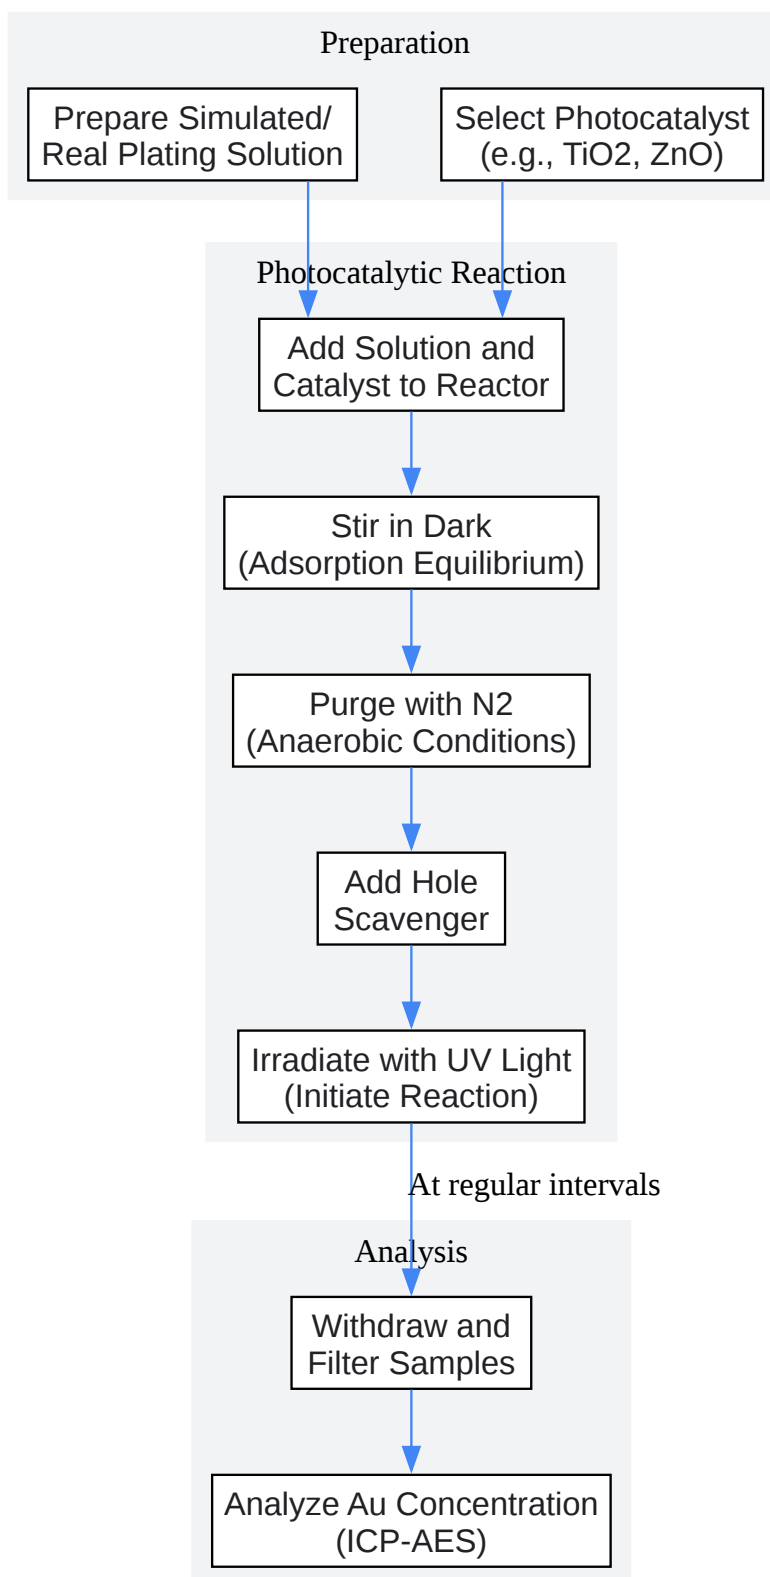 Preparation
Prepare Simulated/
Real Plating Solution
Select Photocatalyst
(e.g., TiO2, ZnO)
Photocatalytic Reaction
Add Solution and
Catalyst to Reactor
Stir in Dark
(Adsorption Equilibrium)
Purge with N2
(Anaerobic Conditions)
Add Hole
Scavenger
Irradiate with UV Light
(Initiate Reaction)
At regular intervals
Analysis
Withdraw and
Filter Samples
Analyze Au Concentration
(ICP-AES)